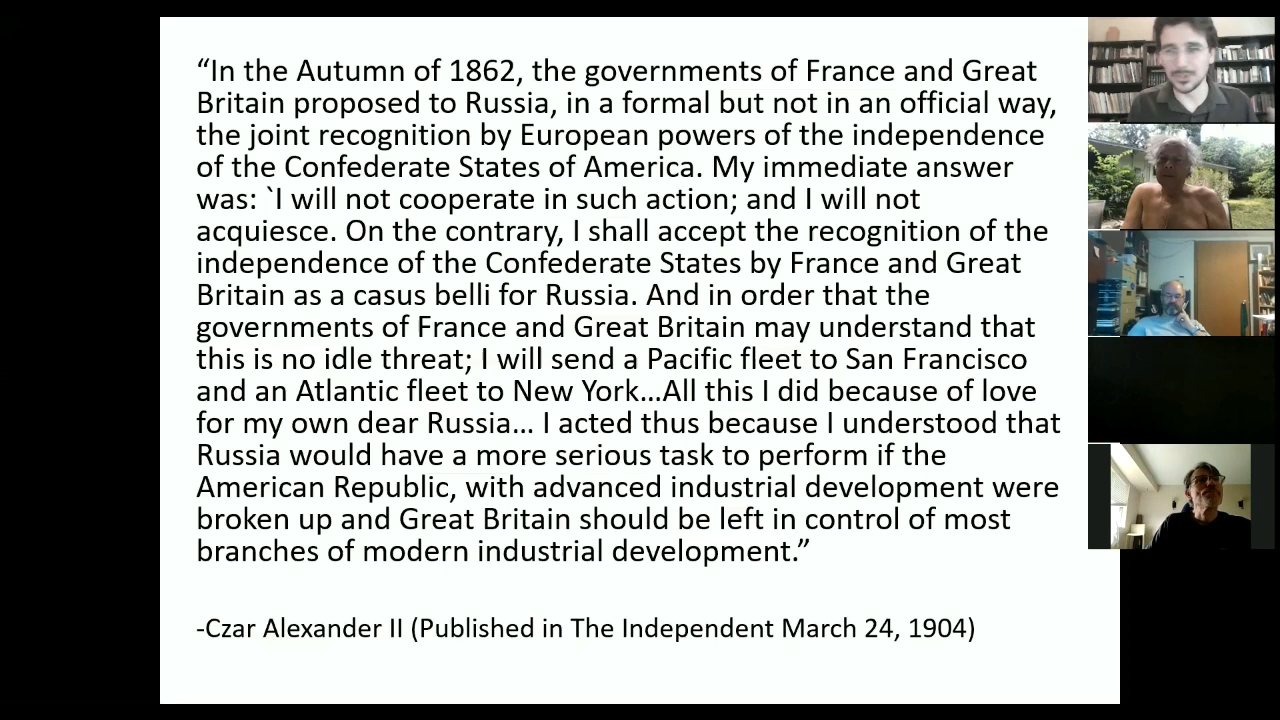 “In the Autumn of 1862, the governments of France and Great
Britain proposed to Russia, in a formal but not in an official way,
the joint recognition by European powers of the independence
of the Confederate States of America. My immediate answer
was: `I will not cooperate in such action; and I will not
acquiesce. On the contrary, I shall accept the recognition of the
independence of the Confederate States by France and Great
Britain as a casus belli for Russia. And in order that the
governments of France and Great Britain may understand that
this is no idle threat; I will send a Pacific fleet to San Francisco
and an Atlantic fleet to New York…All this I did because of love
for my own dear Russia… I acted thus because I understood that
Russia would have a more serious task to perform if the
American Republic, with advanced industrial development were
broken up and Great Britain should be left in control of most
branches of modern industrial development.”
-Czar Alexander II (Published in The Independent March 24, 1904)